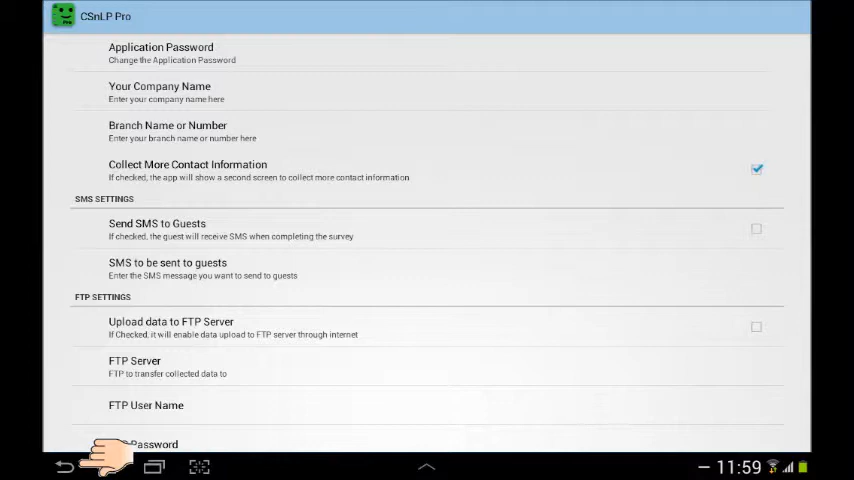 CSnLP Pro
Application Password
Change the Application Password
Your Company Name
Enter your company name here
Branch Name or Number
Enter your branch name or number here
Collect More Contact Information
If checked, the app will show a second screen to collect more contact information
SMS SETTINGS
Send SMS to Guests
If checked, the guest will receive SMS when completing the survey
SMS to be sent to guests
Enter the SMS message you want to send to guests
FTP SETTINGS
Upload data to FTP Server
If Checked, it will enable data upload to FTP server through internet
FTP Server
FTP to transfer collected data to
FTP User Name
Password
11:59